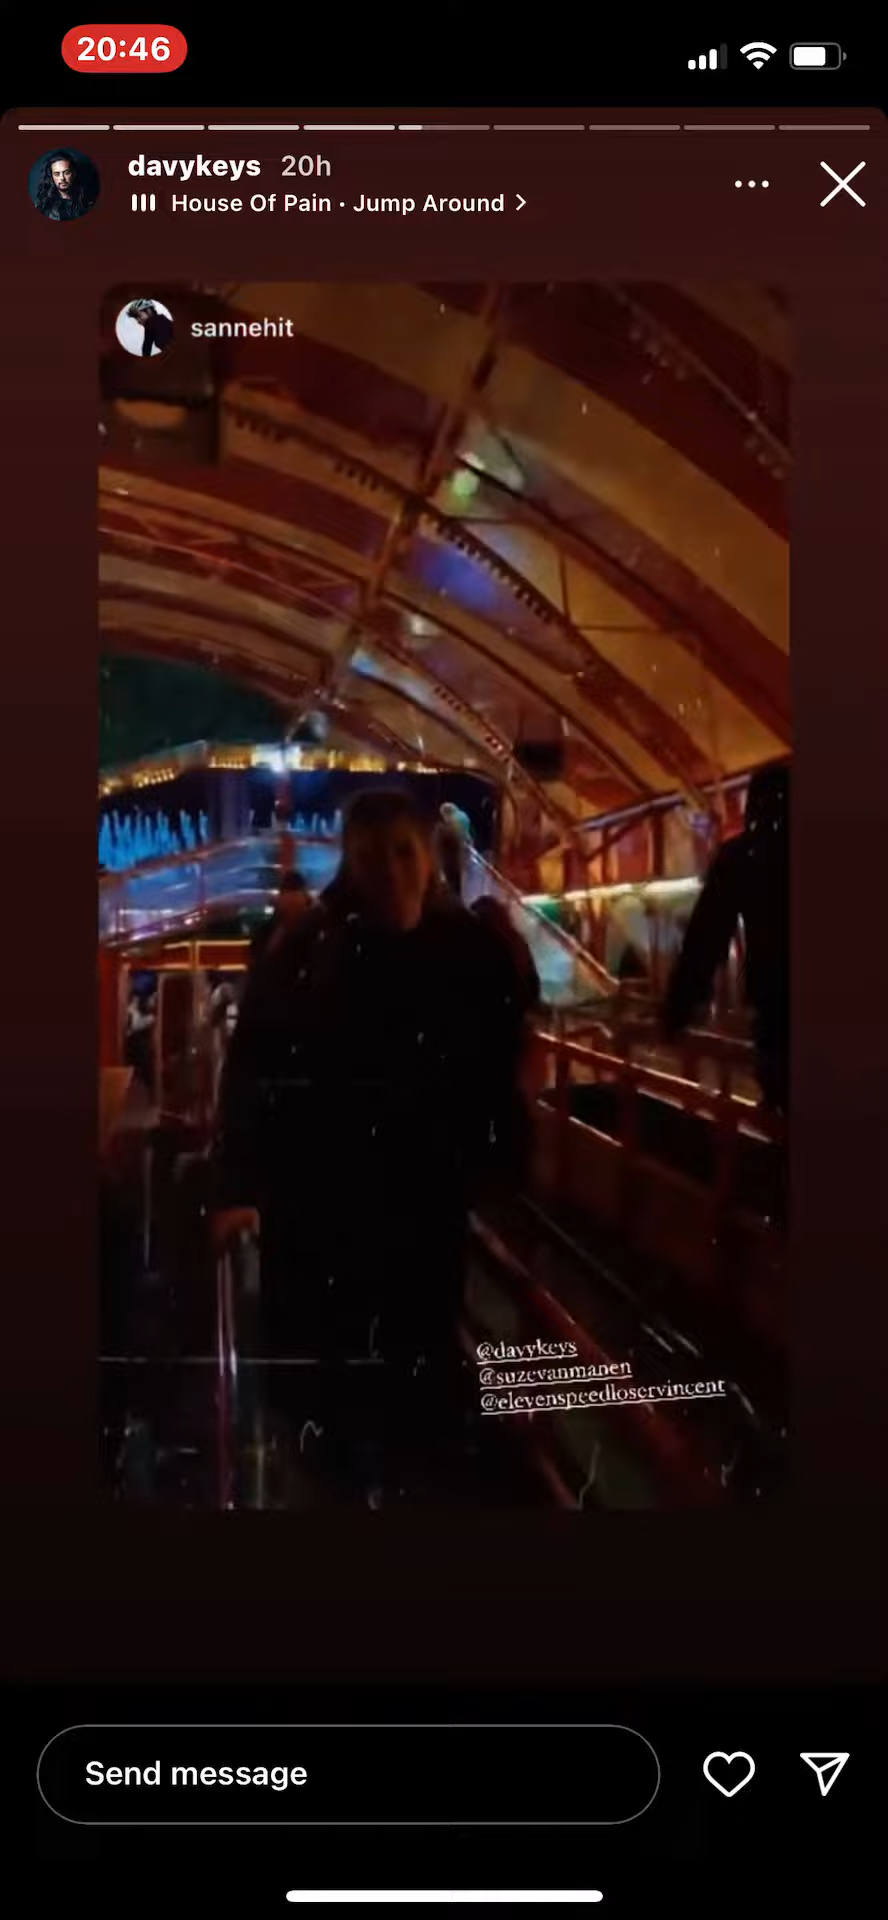 20:46
davykeys 20h
House Of Pain · Jump Around >
sannehit
@davykeys
@suzevanmanen
@elevenspeedloservincent
Send message